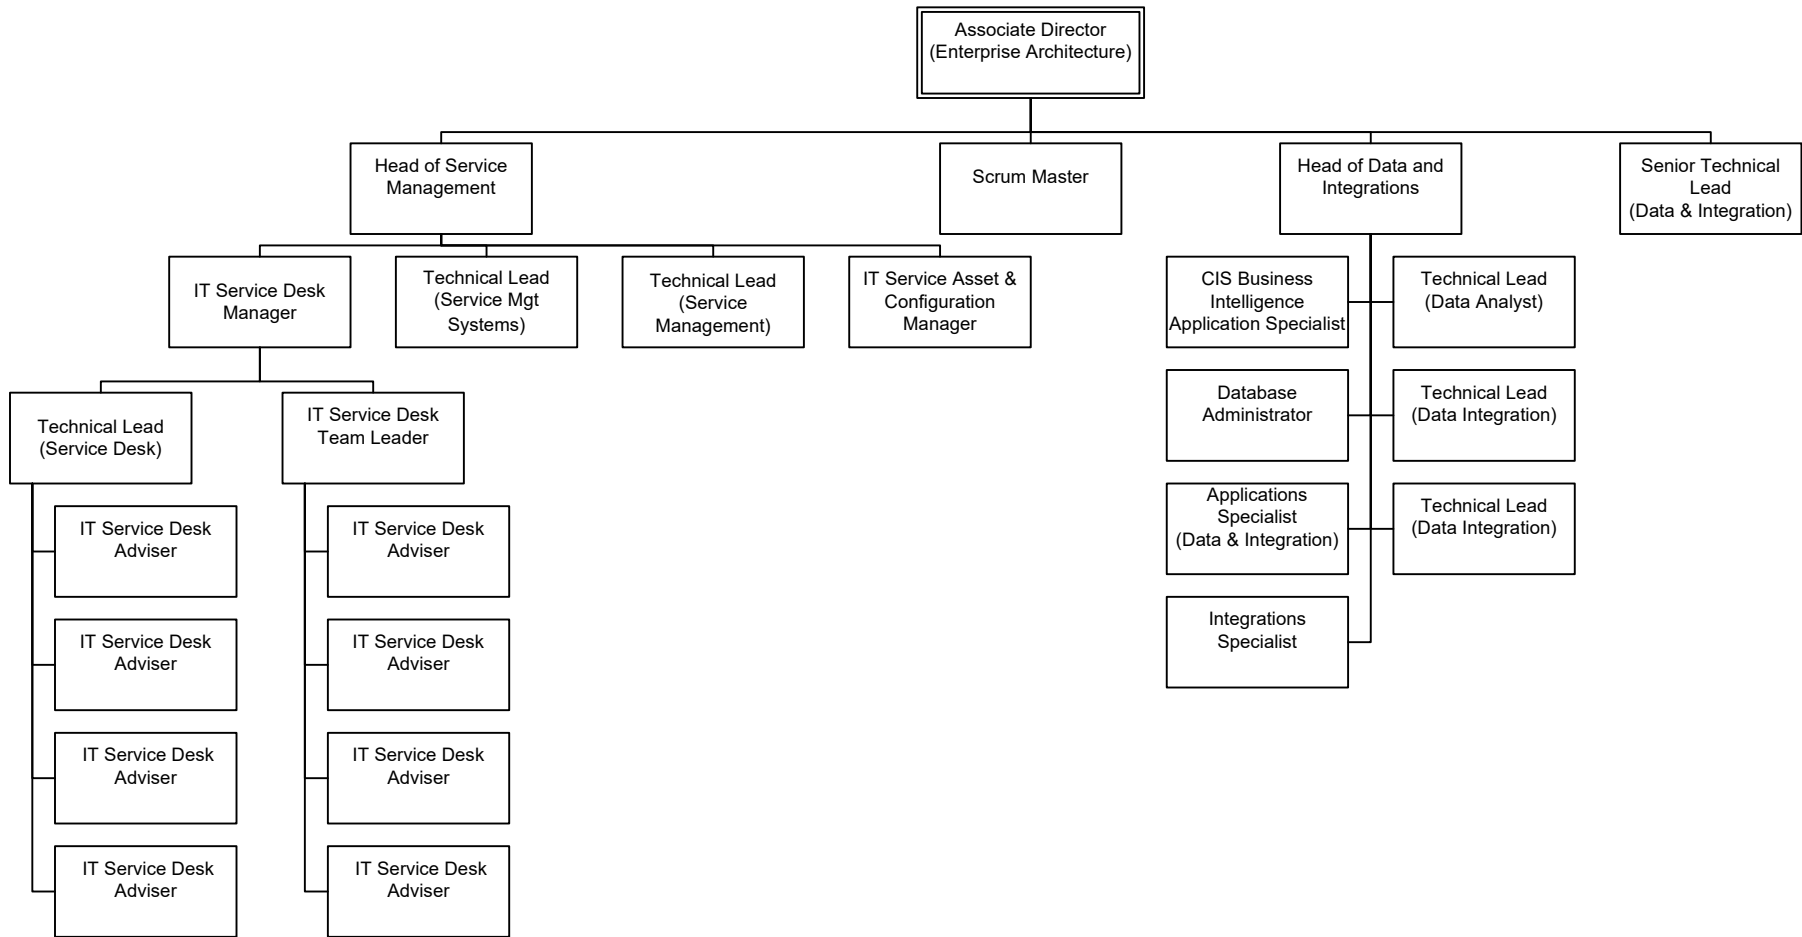 Associate Director
(Enterprise Architecture)
Head of Service
Management
Scrum Master
Head of Data and
Integrations
Senior Technical
Lead
(Data & Integration)
IT Service Desk
Manager
Technical Lead
(Service Mgt
Systems)
Technical Lead
(Service
Management)
IT Service Asset &
Configuration
Manager
CIS Business
Intelligence
Application Specialist
Technical Lead
(Data Analyst)
Database
Administrator
Technical Lead
(Data Integration)
Applications
Specialist
(Data & Integration)
Technical Lead
(Data Integration)
Integrations
Specialist
Technical Lead
(Service Desk)
IT Service Desk
Team Leader
IT Service Desk
Adviser
IT Service Desk
Adviser
IT Service Desk
Adviser
IT Service Desk
Adviser
IT Service Desk
Adviser
IT Service Desk
Adviser
IT Service Desk
Adviser
IT Service Desk
Adviser